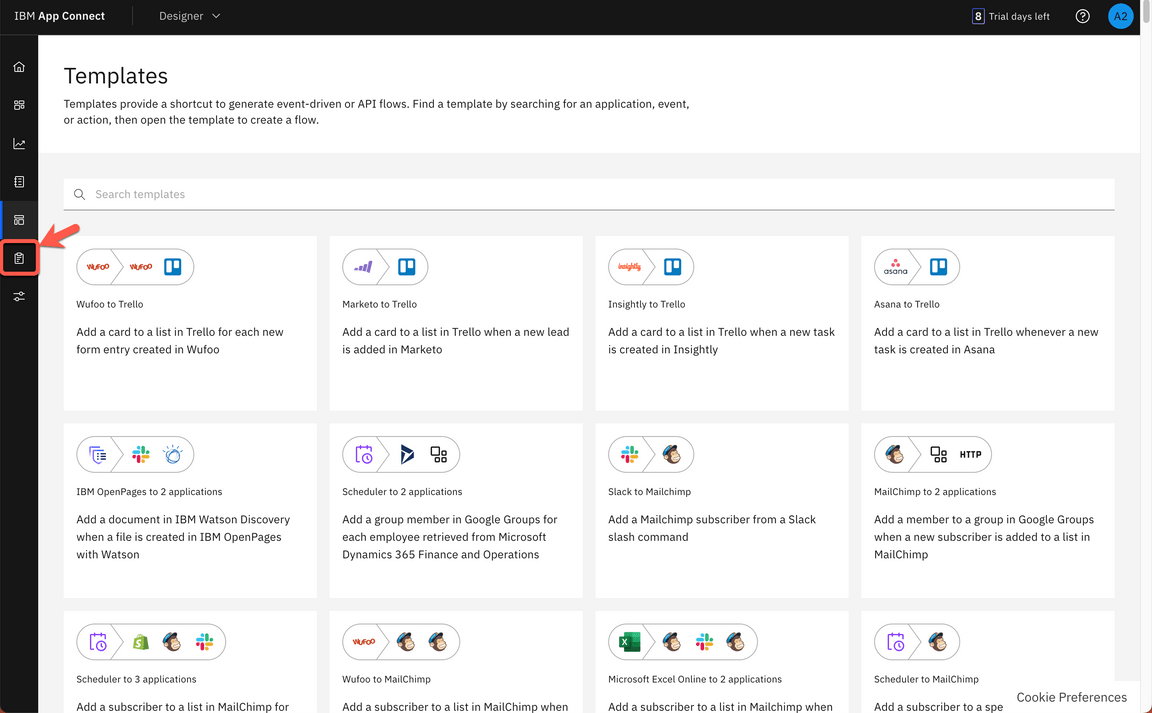 IBM App Connect
Designer
8 Trial days left
A2
Templates
Templates provide a shortcut to generate event-driven or API flows. Find a template by searching for an application, event,
or action, then open the template to create a flow.
Search templates
WUFOO WUFOO
Wufoo to Trello
Add a card to a list in Trello for each new
form entry created in Wufoo
Marketo to Trello
Add a card to a list in Trello when a new lead
is added in Marketo
insightly
Insightly to Trello
Add a card to a list in Trello when a new task
is created in Insightly
asana
Asana to Trello
Add a card to a list in Trello whenever a new
task is created in Asana
IBM OpenPages to 2 applications
Add a document in IBM Watson Discovery
when a file is created in IBM OpenPages
with Watson
Scheduler to 2 applications
Add a group member in Google Groups for
each employee retrieved from Microsoft
Dynamics 365 Finance and Operations
Slack to Mailchimp
Add a Mailchimp subscriber from a Slack
slash command
HTTP
MailChimp to 2 applications
Add a member to a group in Google Groups
when a new subscriber is added to a list in
MailChimp
Scheduler to 3 applications
Add a subscriber to a list in MailChimp for
WUFOO
Wufoo to MailChimp
Add a subscriber to a list in MailChimp when
Microsoft Excel Online to 2 applications
Add a subscriber to a list in MailChimp when
Scheduler to MailChimp
Add a subscriber to a spe
Cookie Preferences